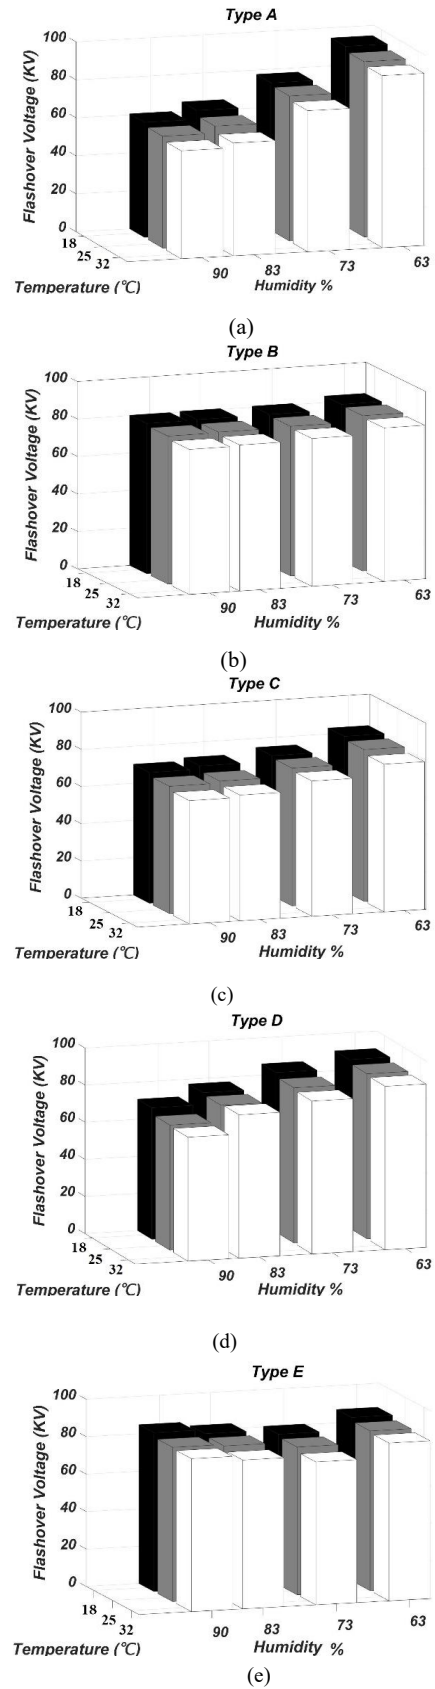 Type A
Flashover Voltage (KV)
100
80
60
40
20
0
18
25
32
Temperature (℃)
90
83
73
63
Humidity %
(a)
Type B
Flashover Voltage (KV)
100
80
60
40
20
0
18
25
32
Temperature (℃)
90
83
73
63
Humidity %
(b)
Type C
Flashover Voltage (KV)
100
80
60
40
20
0
18
25
32
Temperature (℃)
90
83
73
63
Humidity %
(c)
Type D
Flashover Voltage (KV)
100
80
60
40
20
0
18
25
32
Temperature (℃)
90
83
73
63
Humidity %
(d)
Type E
Flashover Voltage (KV)
100
80
60
40
20
0
18
25
32
Temperature (℃)
90
83
73
63
Humidity %
(e)